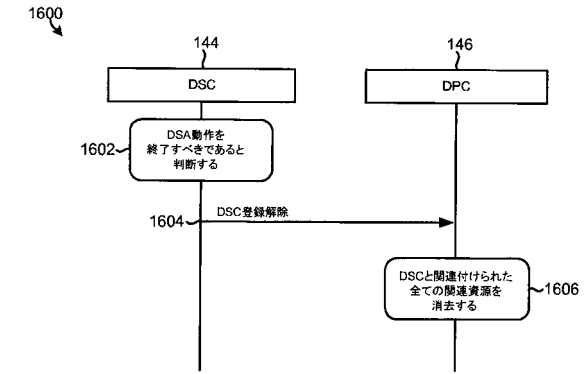 1600
144
146
DSC
DPC
DSA動作を
終了すべきであると
判断する
1602
DSC登録解除
1604
DSCと関連付けられた
全ての関連資源を
消去する
1606